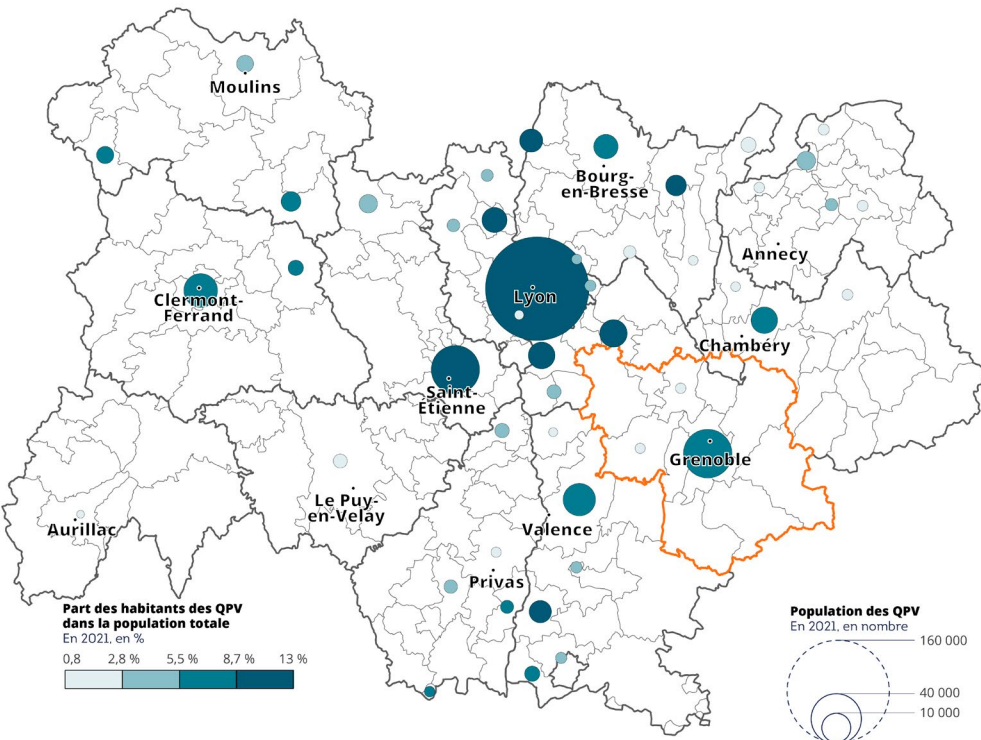 Moulins
Bourg-
en-Bresse
Annecy
Clermont-
Ferrand
Lyon
Chambéry
Saint-
Étienne
Grenoble
Le Puy-
en-Velay
Aurillac
Valence
Privas
Part des habitants des QPV
dans la population totale
En 2021, en %
0,8 2,8 % 5,5 % 8,7 % 13 %
Population des QPV
En 2021, en nombre
160 000
40 000
10 000